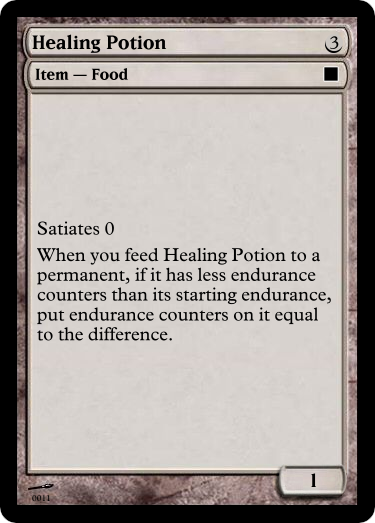 Healing Potion 3
Item — Food
Satiates 0
When you feed Healing Potion to a
permanent, if it has less endurance
counters than its starting endurance,
put endurance counters on it equal
to the difference.
1
0011